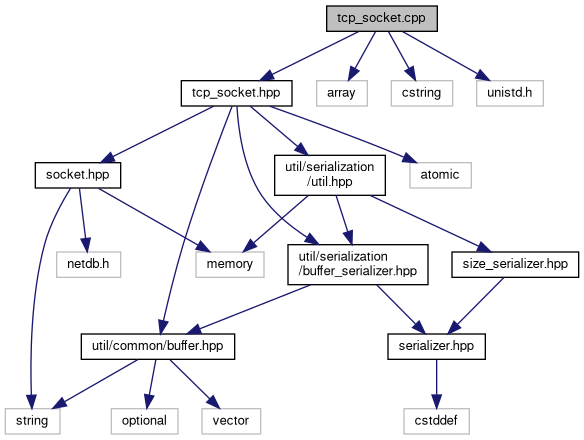 tcp_socket.cpp
tcp_socket.hpp
array
cstring
unistd.h
socket.hpp
util/serialization
/util.hpp
atomic
netdb.h
memory
util/serialization
/buffer_serializer.hpp
size_serializer.hpp
util/common/buffer.hpp
serializer.hpp
string
optional
vector
cstddef